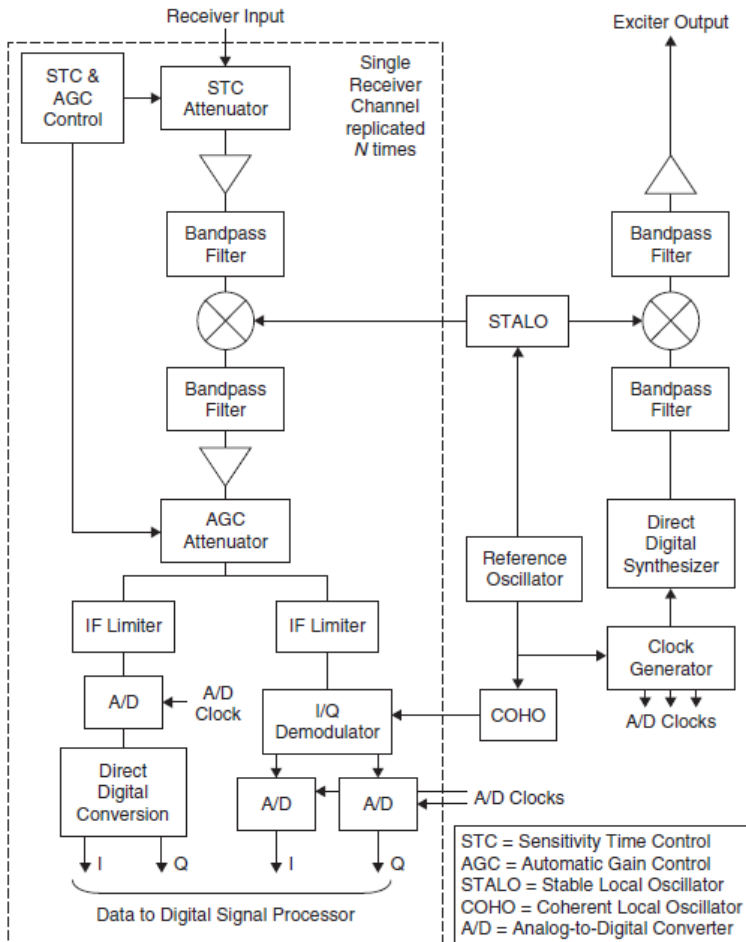 Receiver Input
Exciter Output
STC &
AGC
Control
STC
Attenuator
Single
Receiver
Channel
replicated
N times
Bandpass
Filter
Bandpass
Filter
STALO
Bandpass
Filter
Bandpass
Filter
AGC
Attenuator
Reference
Oscillator
Direct
Digital
Synthesizer
IF Limiter
IF Limiter
Clock
Generator
A/D
A/D
Clock
I/Q
Demodulator
COHO
A/D Clocks
Direct
Digital
Conversion
A/D
A/D
A/D Clocks
I
Q
I
Q
Data to Digital Signal Processor
STC = Sensitivity Time Control
AGC = Automatic Gain Control
STALO = Stable Local Oscillator
COHO = Coherent Local Oscillator
A/D = Analog-to-Digital Converter